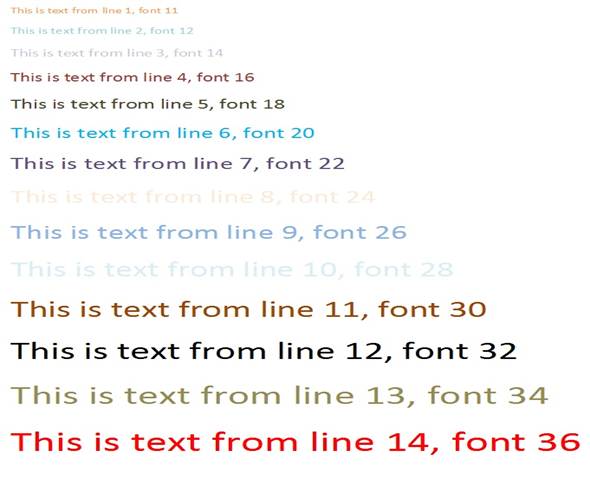 This is text from line 1, font 11
This is text from line 2, font 12
This is text from line 3, font 14
This is text from line 4, font 16
This is text from line 5, font 18
This is text from line 6, font 20
This is text from line 7, font 22
This is text from line 8, font 24
This is text from line 9, font 26
This is text from line 10, font 28
This is text from line 11, font 30
This is text from line 12, font 32
This is text from line 13, font 34
This is text from line 14, font 36